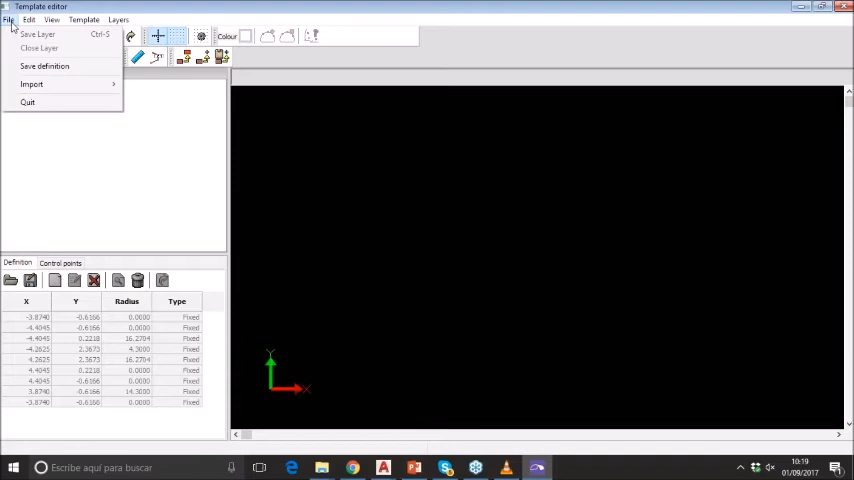 Template editor
File Edit View Template Layers
Save Layer Ctrl-S
Close Layer
Save definition
Import
Quit
Colour
Definition Control points
X Y Radius Type
-3.8740 -0.6166 0.0000 Fixed
-4.4045 -0.6166 0.0000 Fixed
-4.4045 0.2218 16.2704 Fixed
-4.2625 2.3673 4.3000 Fixed
4.2625 2.3673 16.2704 Fixed
4.4045 0.2218 0.0000 Fixed
4.4045 -0.6166 0.0000 Fixed
3.8740 -0.6166 14.3000 Fixed
-3.8740 -0.6166 0.0000 Fixed
Y
X
Escribe aquí para buscar
10:19
01/09/2017